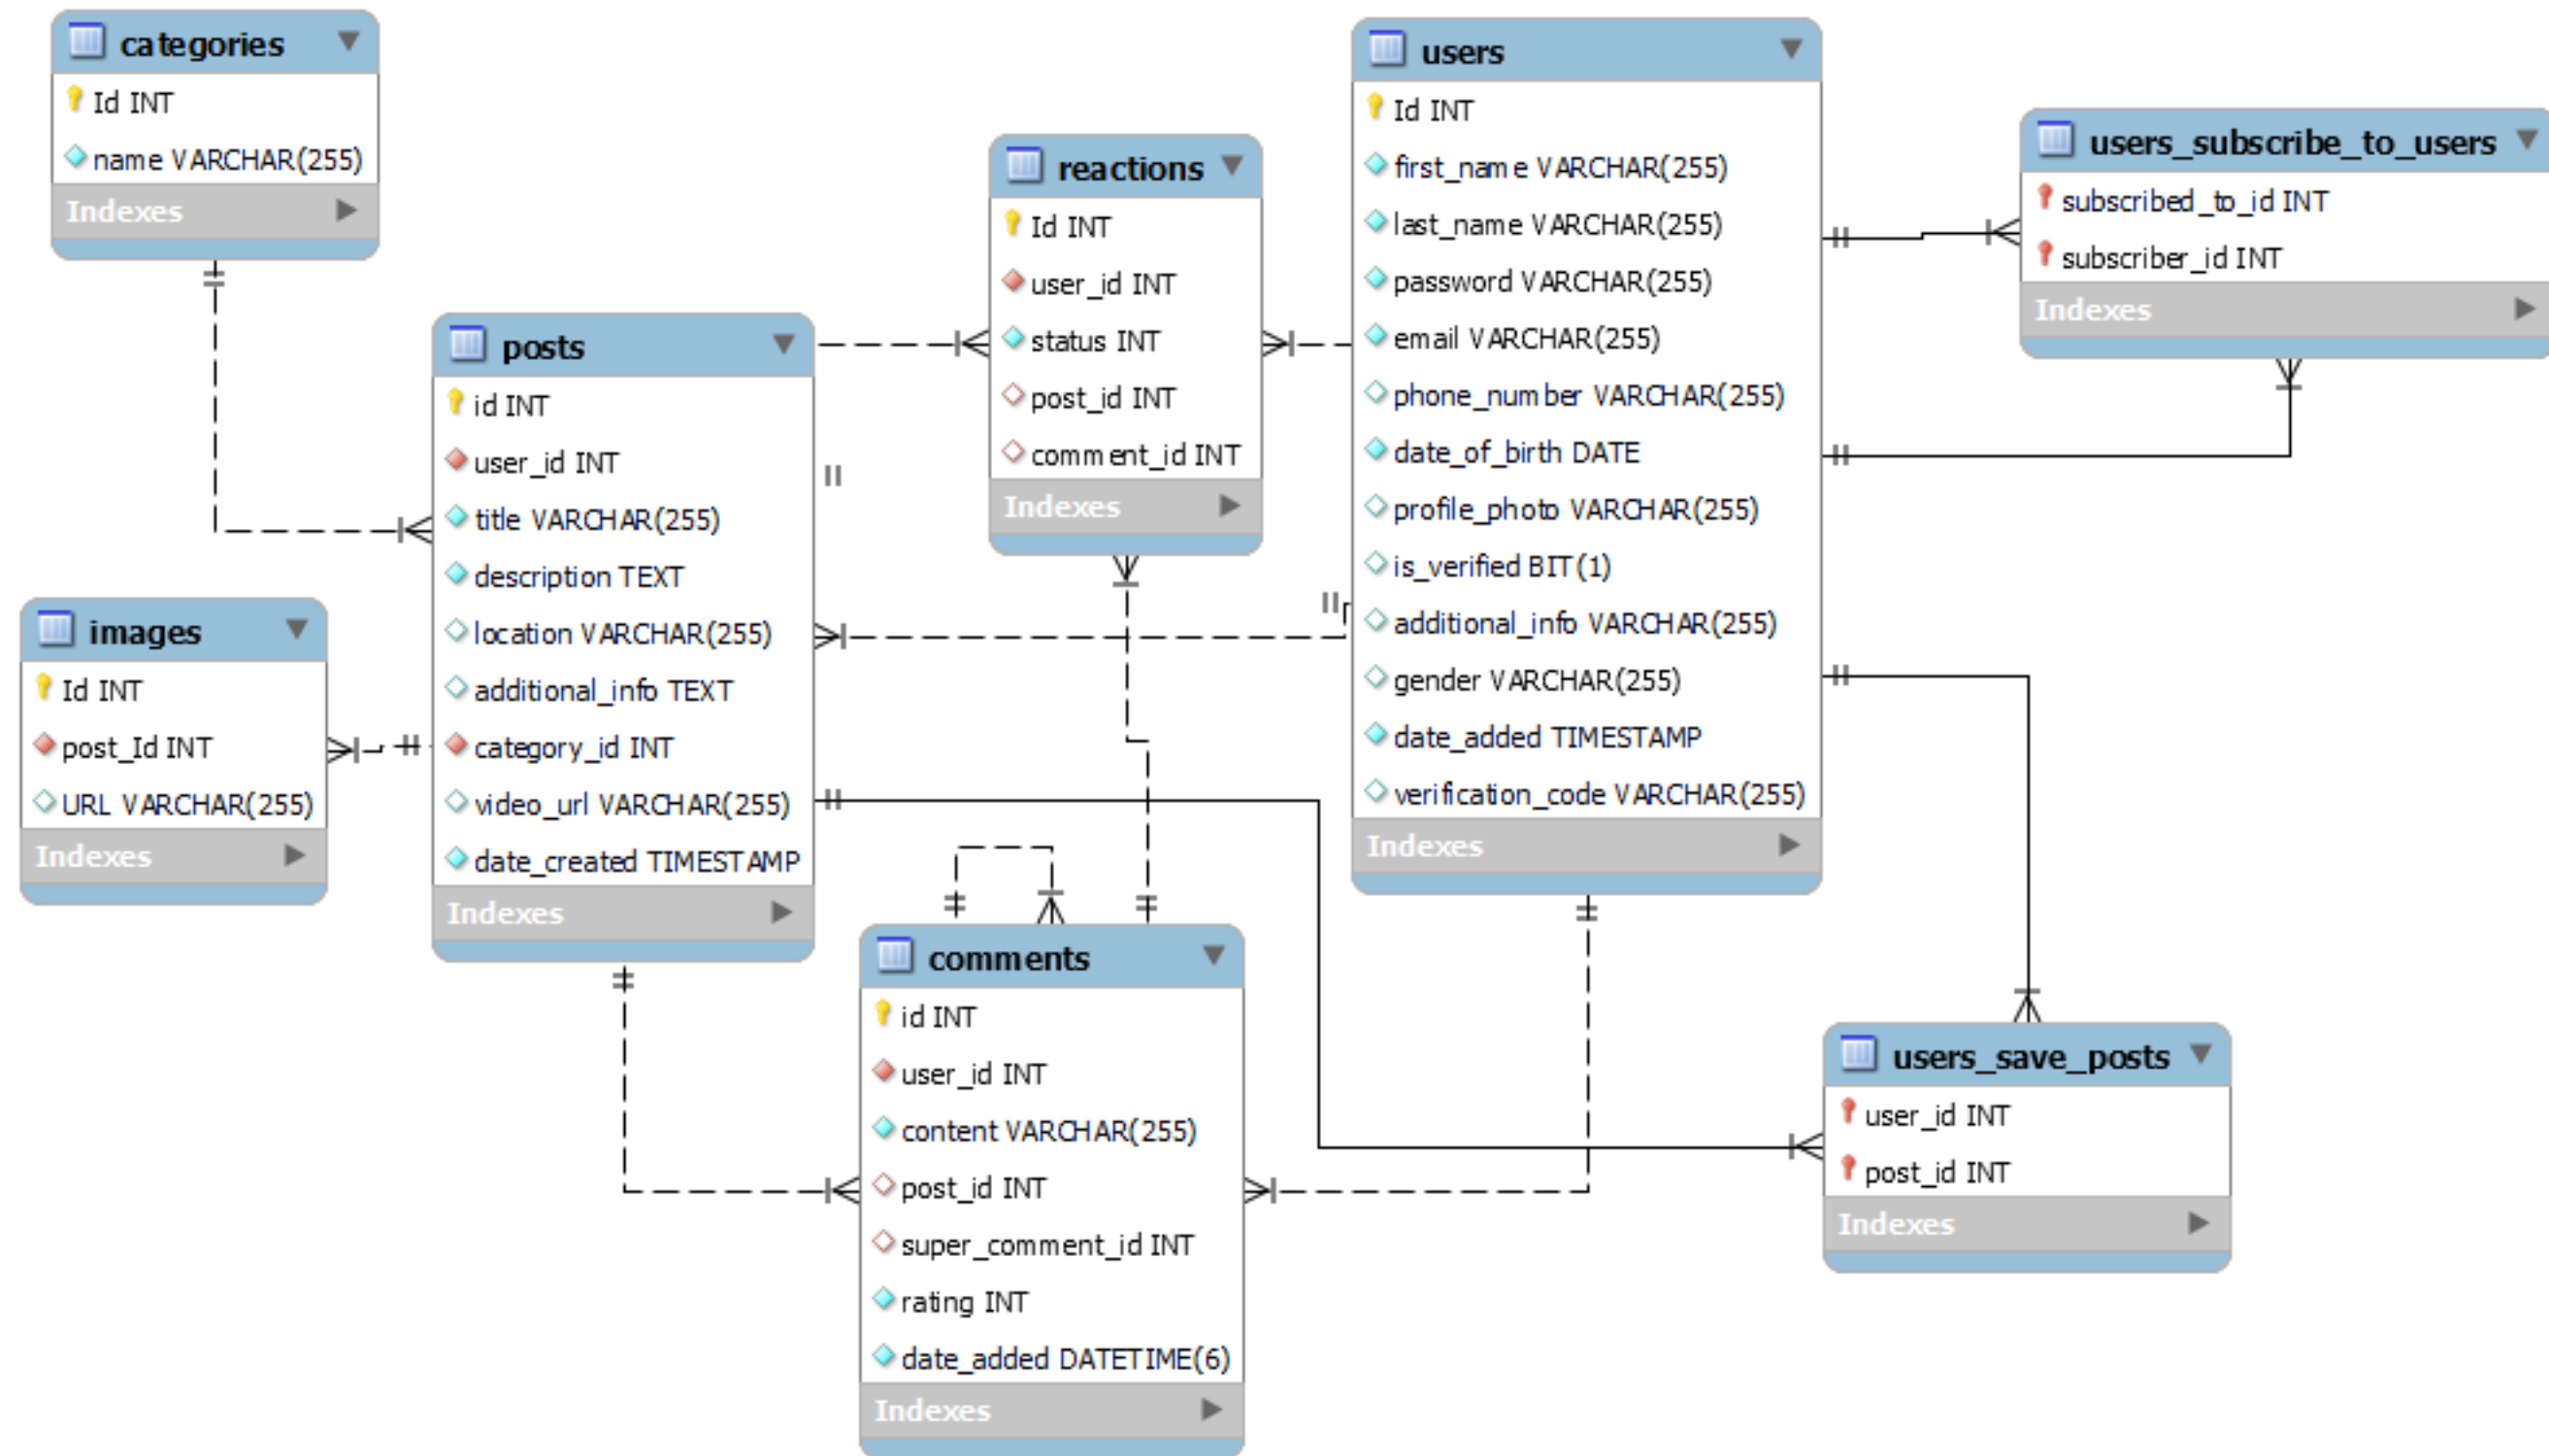 categories
Id INT
name VARCHAR(255)
Indexes
images
Id INT
post_Id INT
URL VARCHAR(255)
Indexes
posts
id INT
user_id INT
title VARCHAR(255)
description TEXT
location VARCHAR(255)
additional_info TEXT
category_id INT
video_url VARCHAR(255)
date_created TIMESTAMP
Indexes
reactions
Id INT
user_id INT
status INT
post_id INT
comment_id INT
Indexes
comments
id INT
user_id INT
content VARCHAR(255)
post_id INT
super_comment_id INT
rating INT
date_added DATETIME(6)
Indexes
users
Id INT
first_name VARCHAR(255)
last_name VARCHAR(255)
password VARCHAR(255)
email VARCHAR(255)
phone_number VARCHAR(255)
date_of_birth DATE
profile_photo VARCHAR(255)
is_verified BIT(1)
additional_info VARCHAR(255)
gender VARCHAR(255)
date_added TIMESTAMP
verification_code VARCHAR(255)
Indexes
users_subscribe_to_users
subscribed_to_id INT
subscriber_id INT
Indexes
users_save_posts
user_id INT
post_id INT
Indexes